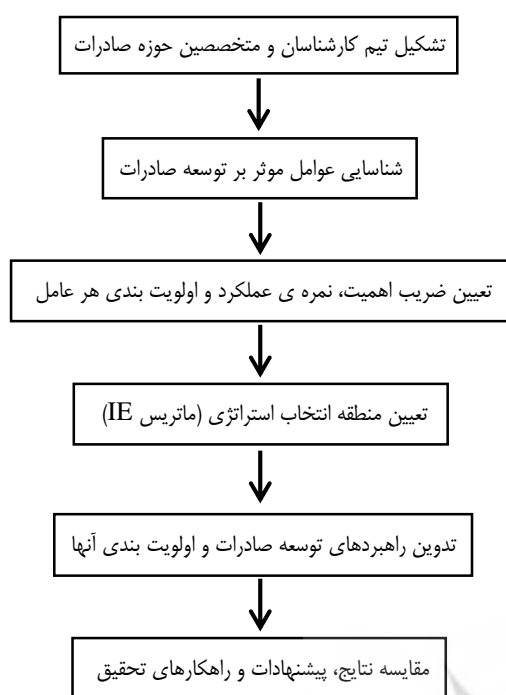 تشکیل تیم کارشناسان و متخصصین حوزه صادرات
شناسایی عوامل موثر بر توسعه صادرات
تعیین ضریب اهمیت، نمره ی عملکرد و اولویت بندی هر عامل
تعیین منطقه انتخاب استراتژی (ماتریس IE)
تدوین راهبردهای توسعه صادرات و اولویت بندی آنها
مقایسه نتایج، پیشنهادات و راهکارهای تحقیق